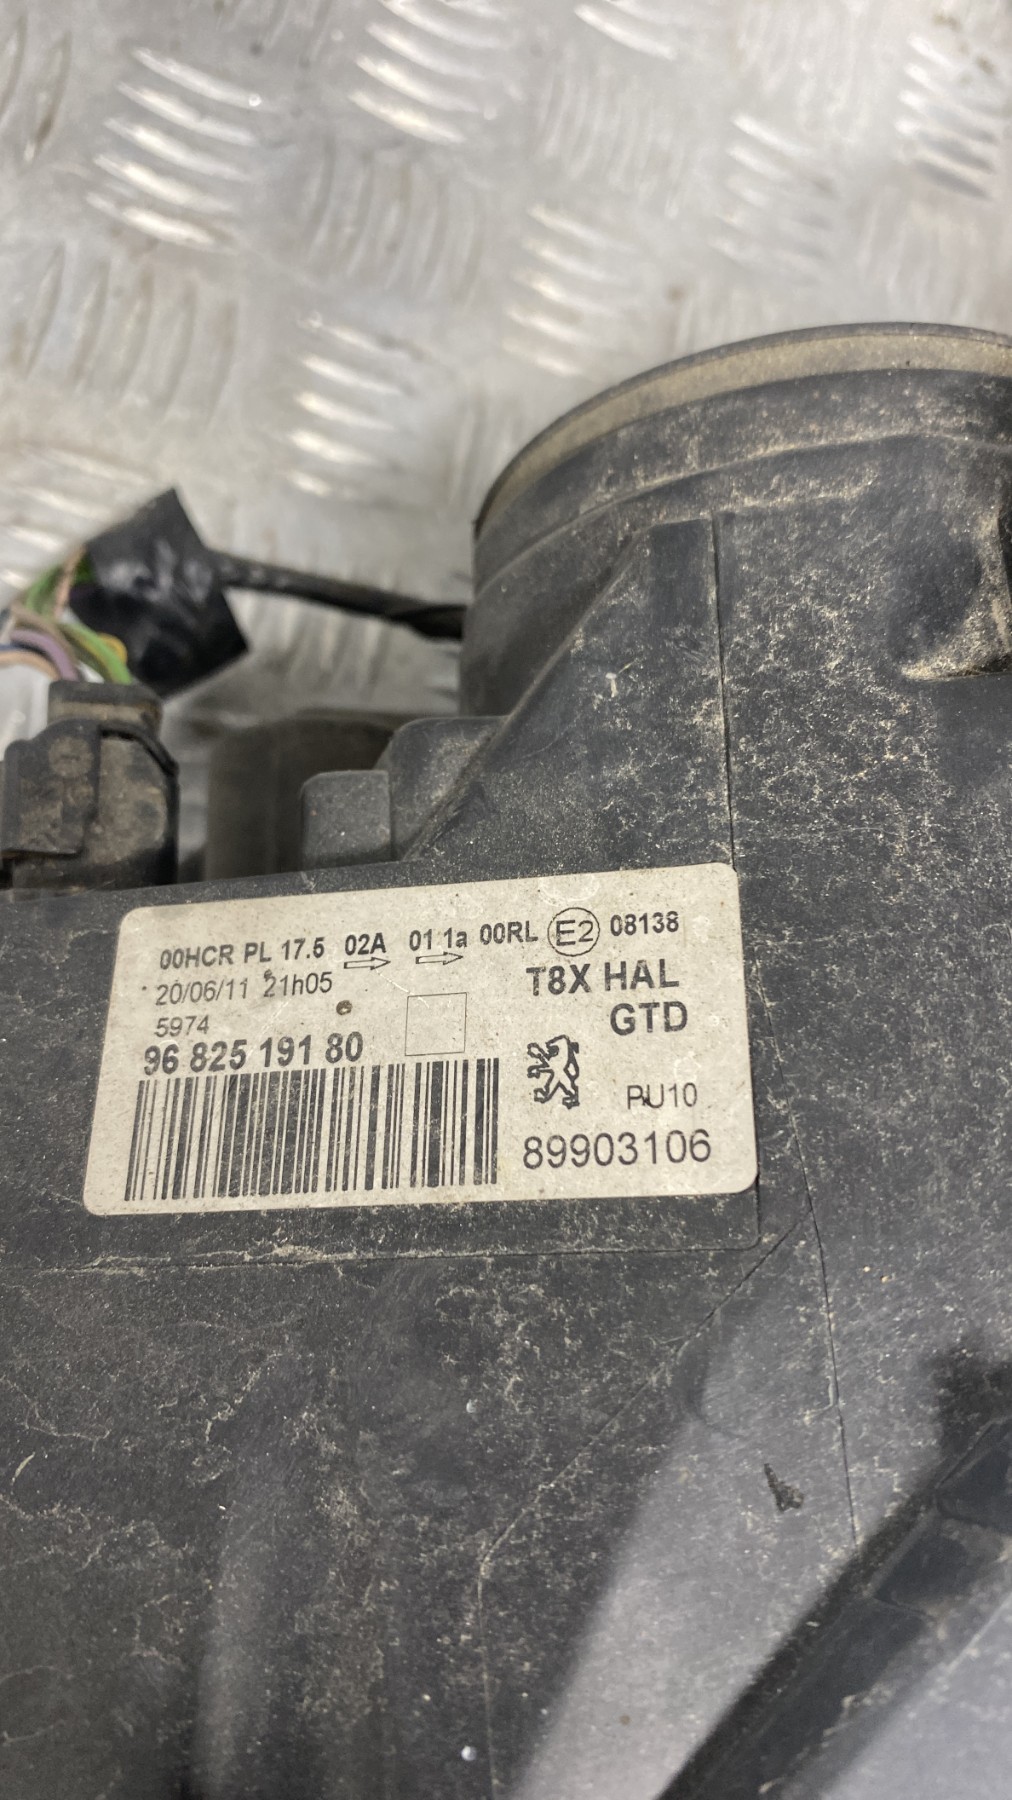 00HCR PL 17.5 02A 01 1a 00RL E2 08138
20/06/11 21h05
T8X HAL
5974
GTD
96 825 191 80
PU10
89903106